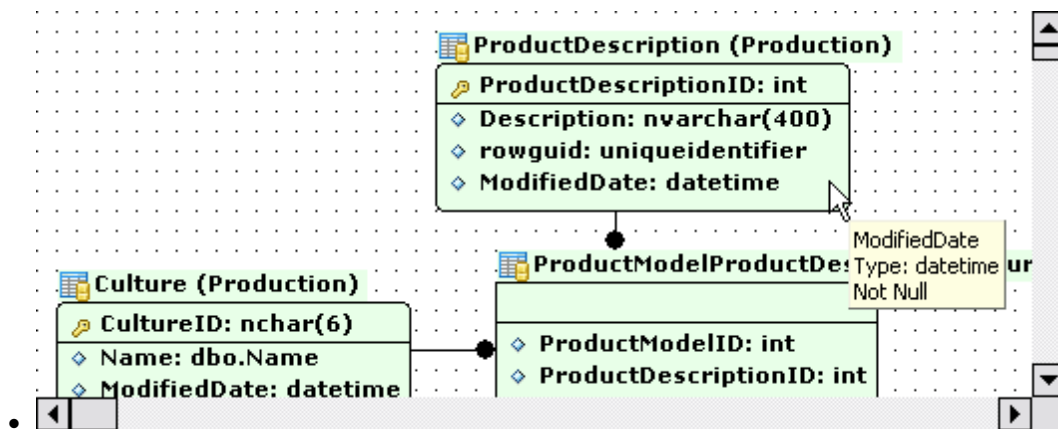 ProductDescription (Production)
ProductDescriptionID: int
Description: nvarchar(400)
rowguid: uniqueidentifier
ModifiedDate: datetime
ModifiedDate
Type: datetime
Not Null
ProductModelProductDes
ur
ProductModelID: int
ProductDescriptionID: int
Culture (Production)
CultureID: nchar(6)
Name: dbo.Name
ModifiedDate: datetime